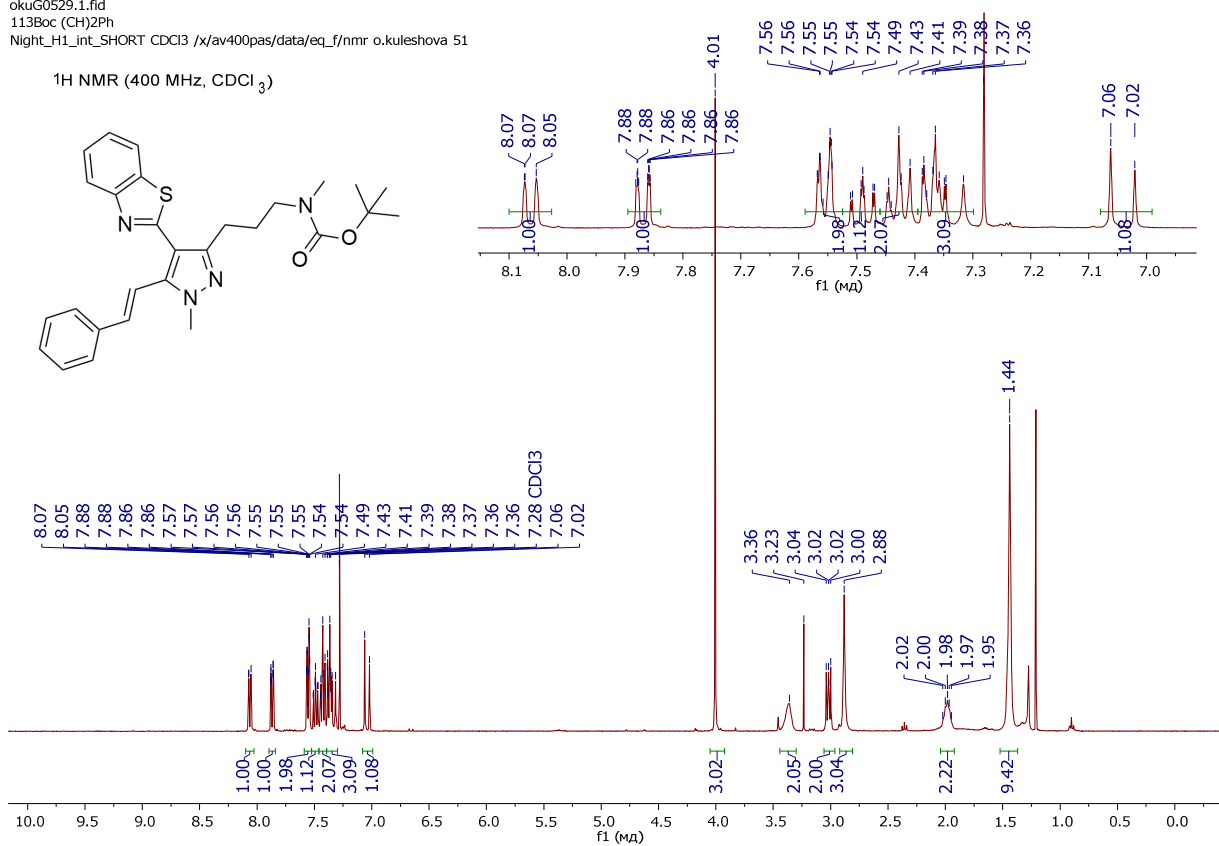 okuG0529.1.fid
113Boc (CH)2Ph
Night_H1_int_SHORT CDCl3 /x/av400pas/data/eq_f/nmr o.kuleshova 51
1H NMR (400 MHz, CDCl 3)
S
N
N
N
N
O
O
4.01
8.07 8.07 8.05 7.88 7.88 7.86 7.86 7.86 7.86 7.56 7.56 7.55 7.55 7.54 7.54 7.49 7.43 7.41 7.39 7.38 7.37 7.36 7.06 7.02
1.00 1.00 1.98 1.12 2.07 3.09 1.08
8.1 8.0 7.9 7.8 7.7 7.6 7.5 7.4 7.3 7.2 7.1 7.0
f1 (мд)
8.07 8.05 7.88 7.88 7.86 7.86 7.57 7.57 7.56 7.56 7.55 7.55 7.55 7.54 7.54 7.49 7.43 7.41 7.39 7.38 7.37 7.36 7.36 7.28 CDCl3 7.06 7.02
3.36 3.23 3.04 3.02 3.02 3.00 2.88
2.02 2.00 1.98 1.97 1.95
1.44
1.00 1.00 1.98 1.12 2.07 3.09 1.08 3.02 2.05 2.00 3.04 2.22 9.42
10.0 9.5 9.0 8.5 8.0 7.5 7.0 6.5 6.0 5.5 5.0 4.5 4.0 3.5 3.0 2.5 2.0 1.5 1.0 0.5 0.0
f1 (мд)